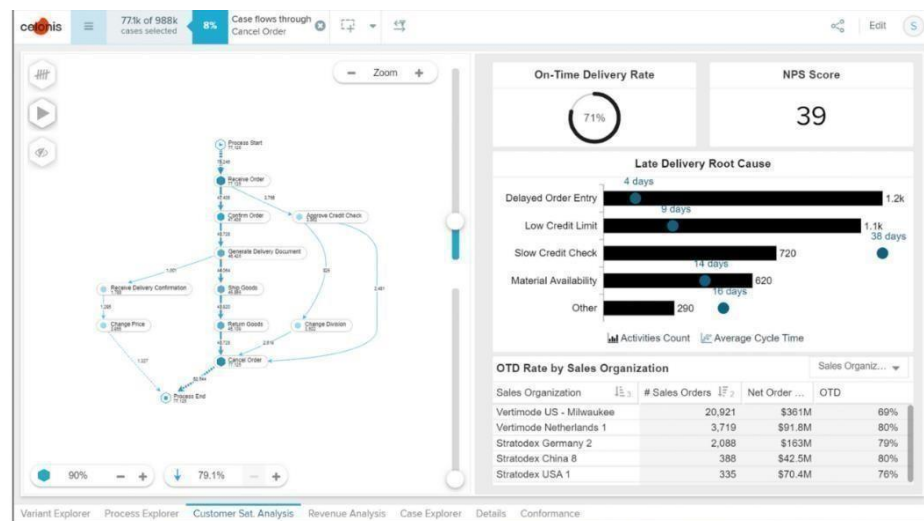 celonis
77.1k of 988k
cases selected
8%
Case flows through
Cancel Order
Edit
S
Zoom
Process Start
77,125
Receive Order
77,125
Confirm Order
Approve Credit Check
Generate Delivery Document
Receive Delivery Confirmation
Ship Goods
Change Price
Return Goods
Change Division
Cancel Order
77,125
Process End
77,125
90%
79.1%
On-Time Delivery Rate
71%
NPS Score
39
Late Delivery Root Cause
4 days
Delayed Order Entry
1.2k
9 days
Low Credit Limit
1.1k
38 days
Slow Credit Check
720
14 days
Material Availability
620
16 days
Other
290
Activities Count
Average Cycle Time
OTD Rate by Sales Organization
Sales Organiz...
Sales Organization # Sales Orders Net Order ... OTD
Vertimode US - Milwaukee 20,921 $361M 69%
Vertimode Netherlands 1 3,719 $91.8M 80%
Stratodex Germany 2 2,088 $163M 79%
Stratodex China 8 388 $42.5M 80%
Stratodex USA 1 335 $70.4M 76%
Variant Explorer Process Explorer Customer Sat. Analysis Revenue Analysis Case Explorer Details Conformance